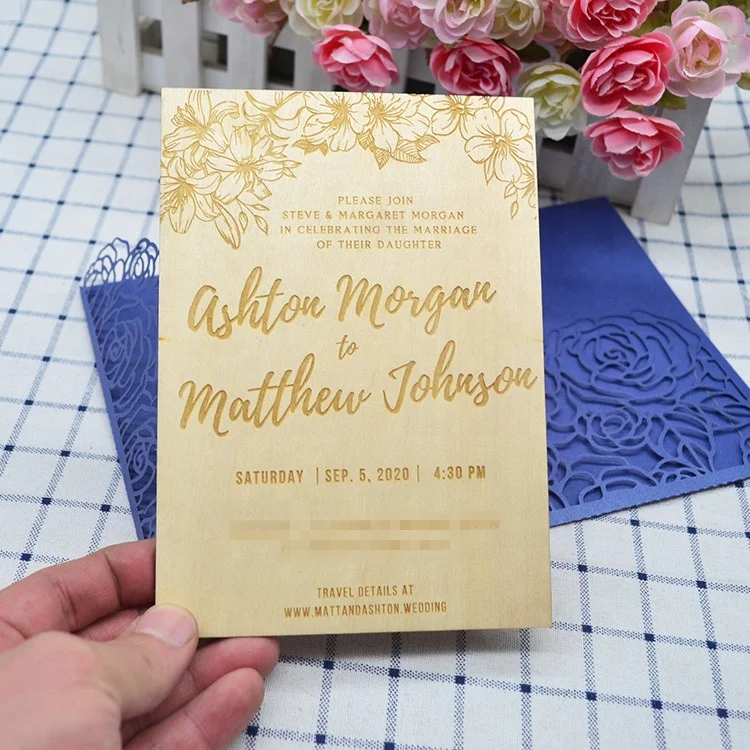 PLEASE JOIN
STEVE & MARGARET MORGAN
IN CELEBRATING THE MARRIAGE
OF THEIR DAUGHTER
Ashton Morgan
to
Matthew Johnson
SATURDAY | SEP. 5, 2020 | 4:30 PM
TRAVEL DETAILS AT
WWW.MATTANDASHTON.WEDDING